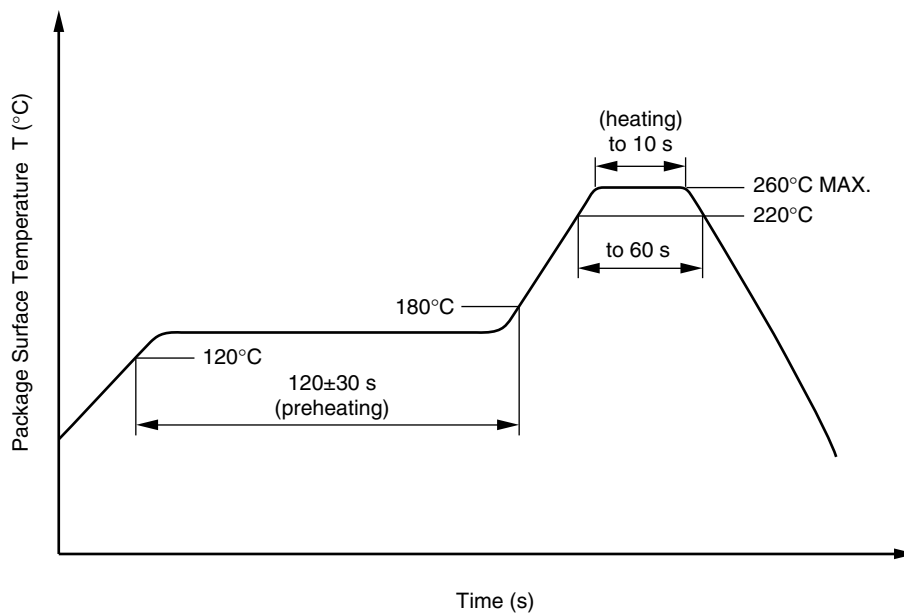 Package Surface Temperature T (°C)
(heating)
to 10 s
260°C MAX.
220°C
to 60 s
180°C
120°C
120±30 s
(preheating)
Time (s)